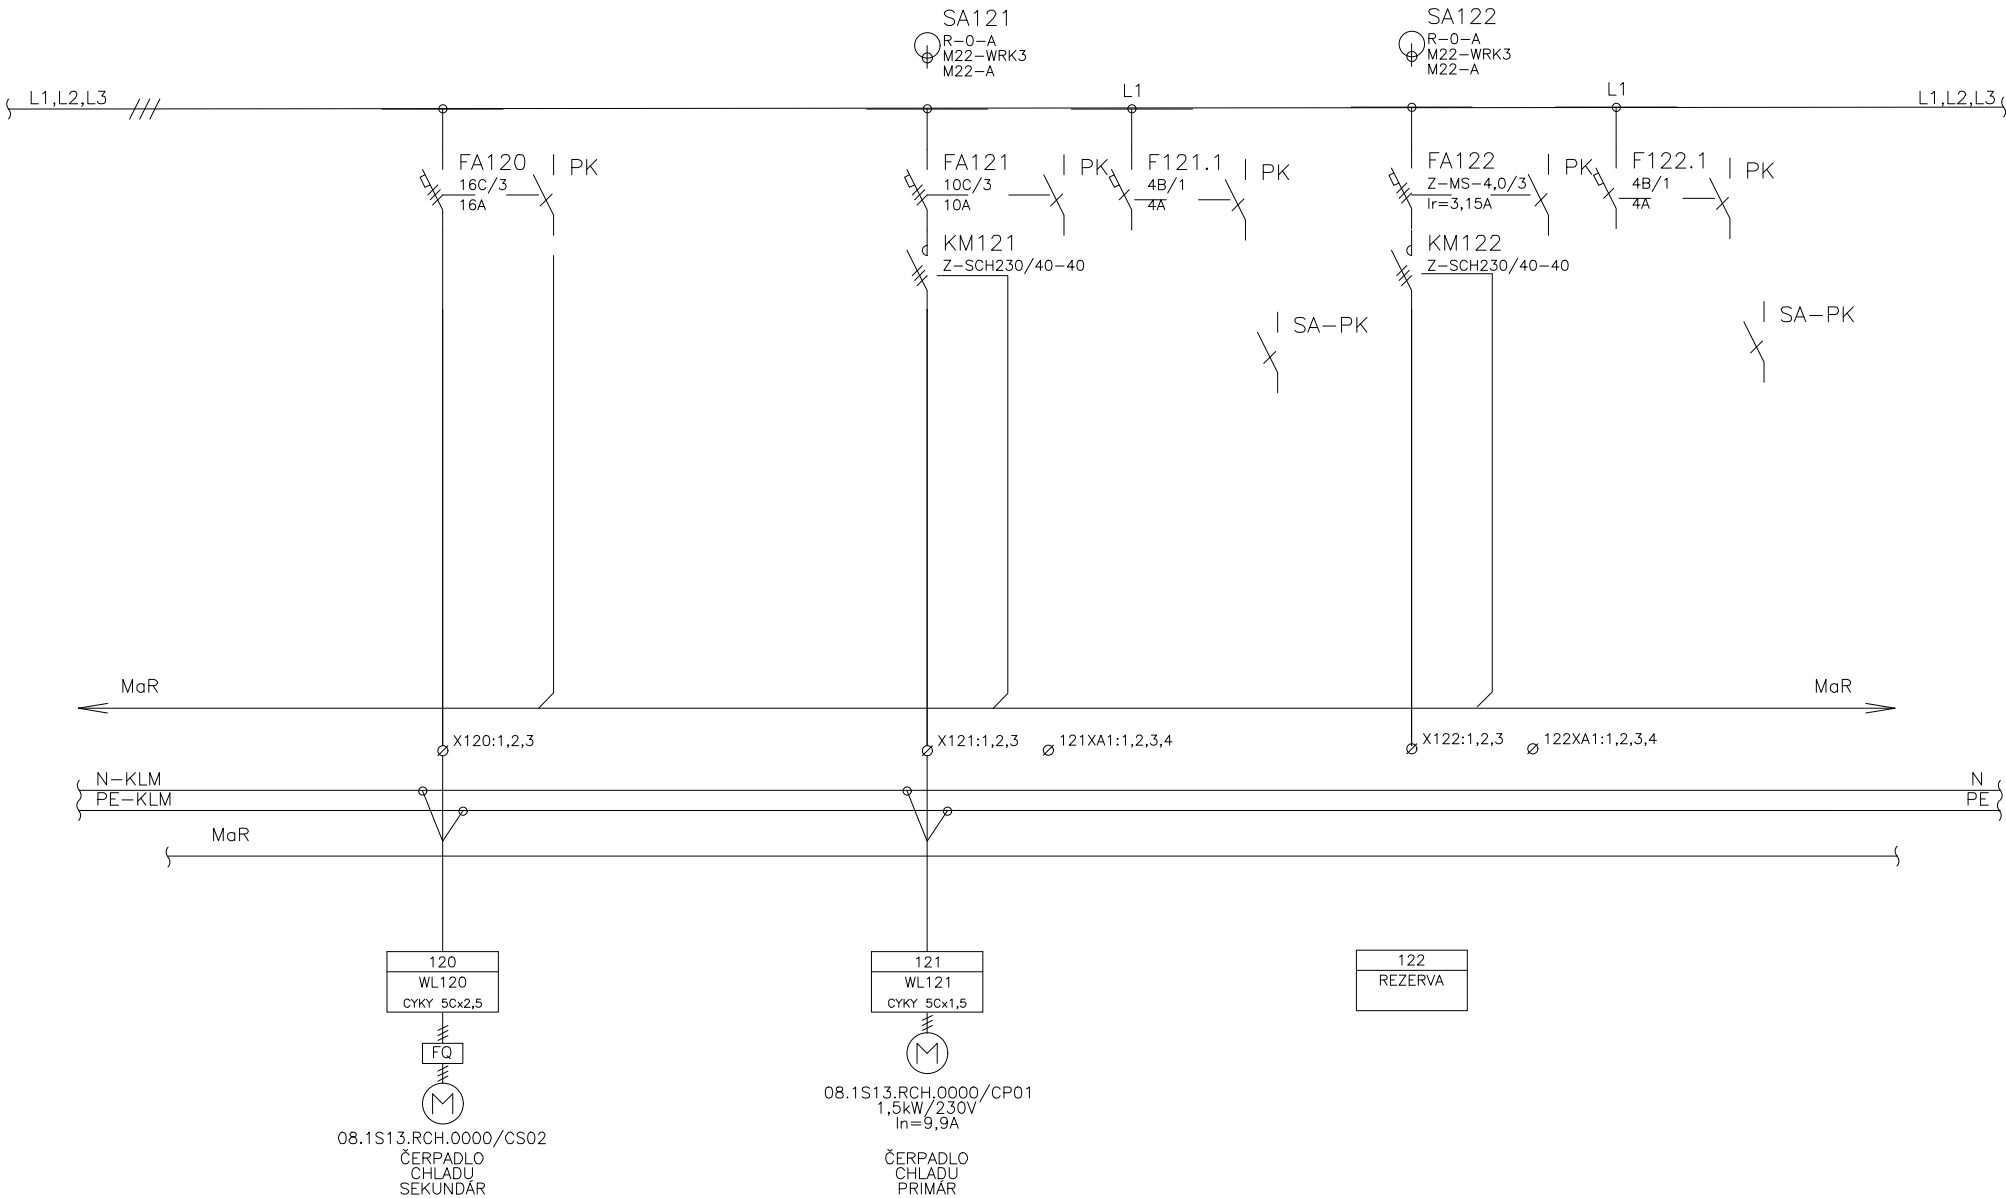 SA121
R-0-A
M22-WRK3
M22-A
SA122
R-0-A
M22-WRK3
M22-A
L1,L2,L3
L1
L1
L1,L2,L3
FA120
16C/3
16A
PK
FA121
10C/3
10A
PK
F121.1
4B/1
4A
PK
FA122
Z-MS-4,0/3
Ir=3,15A
PK
F122.1
4B/1
4A
PK
KM121
Z-SCH230/40-40
KM122
Z-SCH230/40-40
SA-PK
SA-PK
MaR
MaR
X120:1,2,3
X121:1,2,3
121XA1:1,2,3,4
X122:1,2,3
122XA1:1,2,3,4
N-KLM
N
PE-KLM
PE
MaR
120
WL120
CYKY 5Cx2,5
FQ
M
08.1S13.RCH.0000/CS02
ČERPADLO
CHLADU
SEKUNDÁR
121
WL121
CYKY 5Cx1,5
M
08.1S13.RCH.0000/CP01
1,5kW/230V
In=9,9A
ČERPADLO
CHLADU
PRIMÁR
122
REZERVA